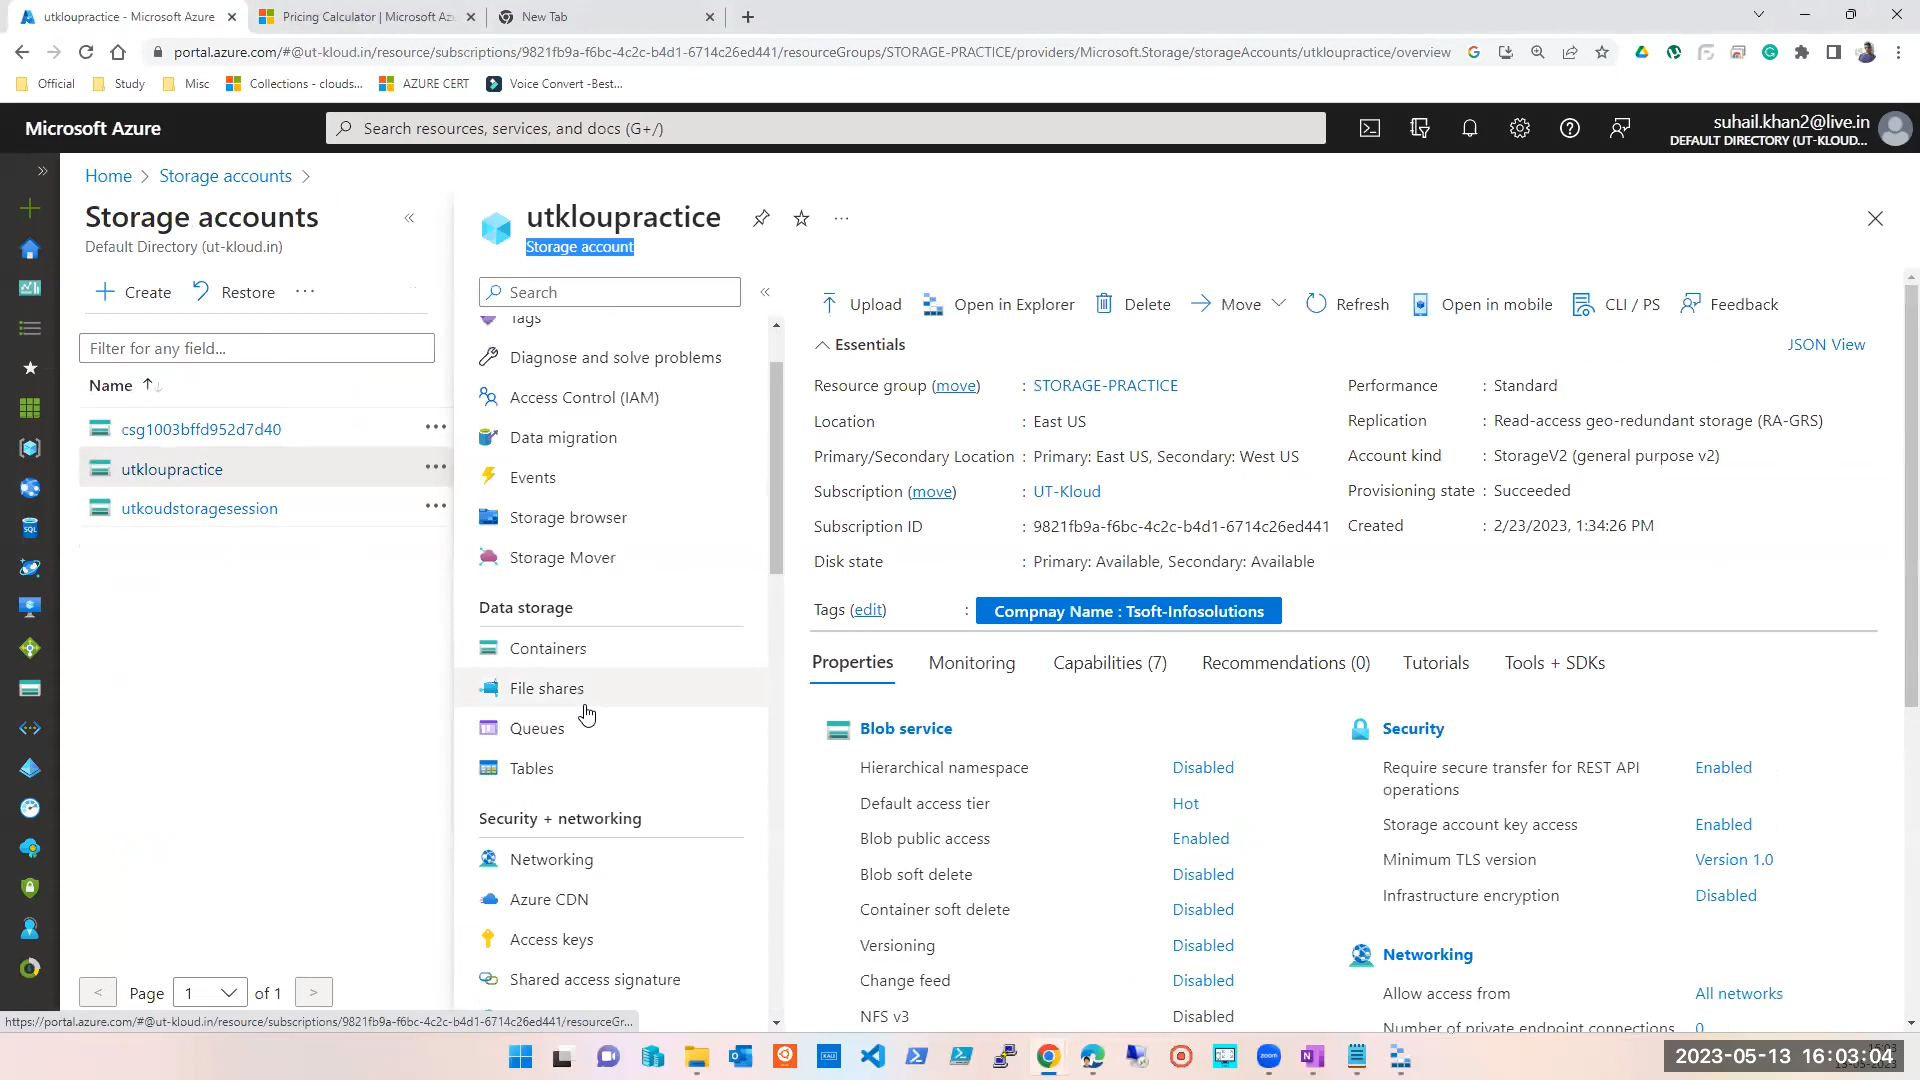 utkloupractice - Microsoft Azure
Pricing Calculator | Microsoft Az
New Tab
portal.azure.com/#@ut-kloud.in/resource/subscriptions/9821fb9a-f6bc-4c2c-b4d1-6714c26ed441/resourceGroups/STORAGE-PRACTICE/providers/Microsoft.Storage/storageAccounts/utkloupractice/overview
Official
Study
Misc
Collections - clouds...
AZURE CERT
Voice Convert -Best...
Microsoft Azure
Search resources, services, and docs (G+/)
suhail.khan2@live.in
DEFAULT DIRECTORY (UT-KLOUD...
Home > Storage accounts >
Storage accounts
Default Directory (ut-kloud.in)
Create
Restore
Filter for any field...
Name
csg1003bffd952d7d40
utkloupractice
utkoudstoragesession
< Page 1 of 1 >
utkloupractice
Storage account
Search
Tags
Diagnose and solve problems
Access Control (IAM)
Data migration
Events
Storage browser
Storage Mover
Data storage
Containers
File shares
Queues
Tables
Security + networking
Networking
Azure CDN
Access keys
Shared access signature
Upload
Open in Explorer
Delete
Move
Refresh
Open in mobile
CLI / PS
Feedback
Essentials
JSON View
Resource group (move) : STORAGE-PRACTICE
Location : East US
Primary/Secondary Location : Primary: East US, Secondary: West US
Subscription (move) : UT-Kloud
Subscription ID : 9821fb9a-f6bc-4c2c-b4d1-6714c26ed441
Disk state : Primary: Available, Secondary: Available
Performance : Standard
Replication : Read-access geo-redundant storage (RA-GRS)
Account kind : StorageV2 (general purpose v2)
Provisioning state : Succeeded
Created : 2/23/2023, 1:34:26 PM
Tags (edit) : Compnay Name : Tsoft-Infosolutions
Properties
Monitoring
Capabilities (7)
Recommendations (0)
Tutorials
Tools + SDKs
Blob service
Hierarchical namespace Disabled
Default access tier Hot
Blob public access Enabled
Blob soft delete Disabled
Container soft delete Disabled
Versioning Disabled
Change feed Disabled
NFS v3 Disabled
Security
Require secure transfer for REST API Enabled
operations
Storage account key access Enabled
Minimum TLS version Version 1.0
Infrastructure encryption Disabled
Networking
Allow access from All networks
Number of private endpoint connections 0
https://portal.azure.com/#@ut-kloud.in/resource/subscriptions/9821fb9a-f6bc-4c2c-b4d1-6714c26ed441/resourceGr...
2023-05-13 16:03:04